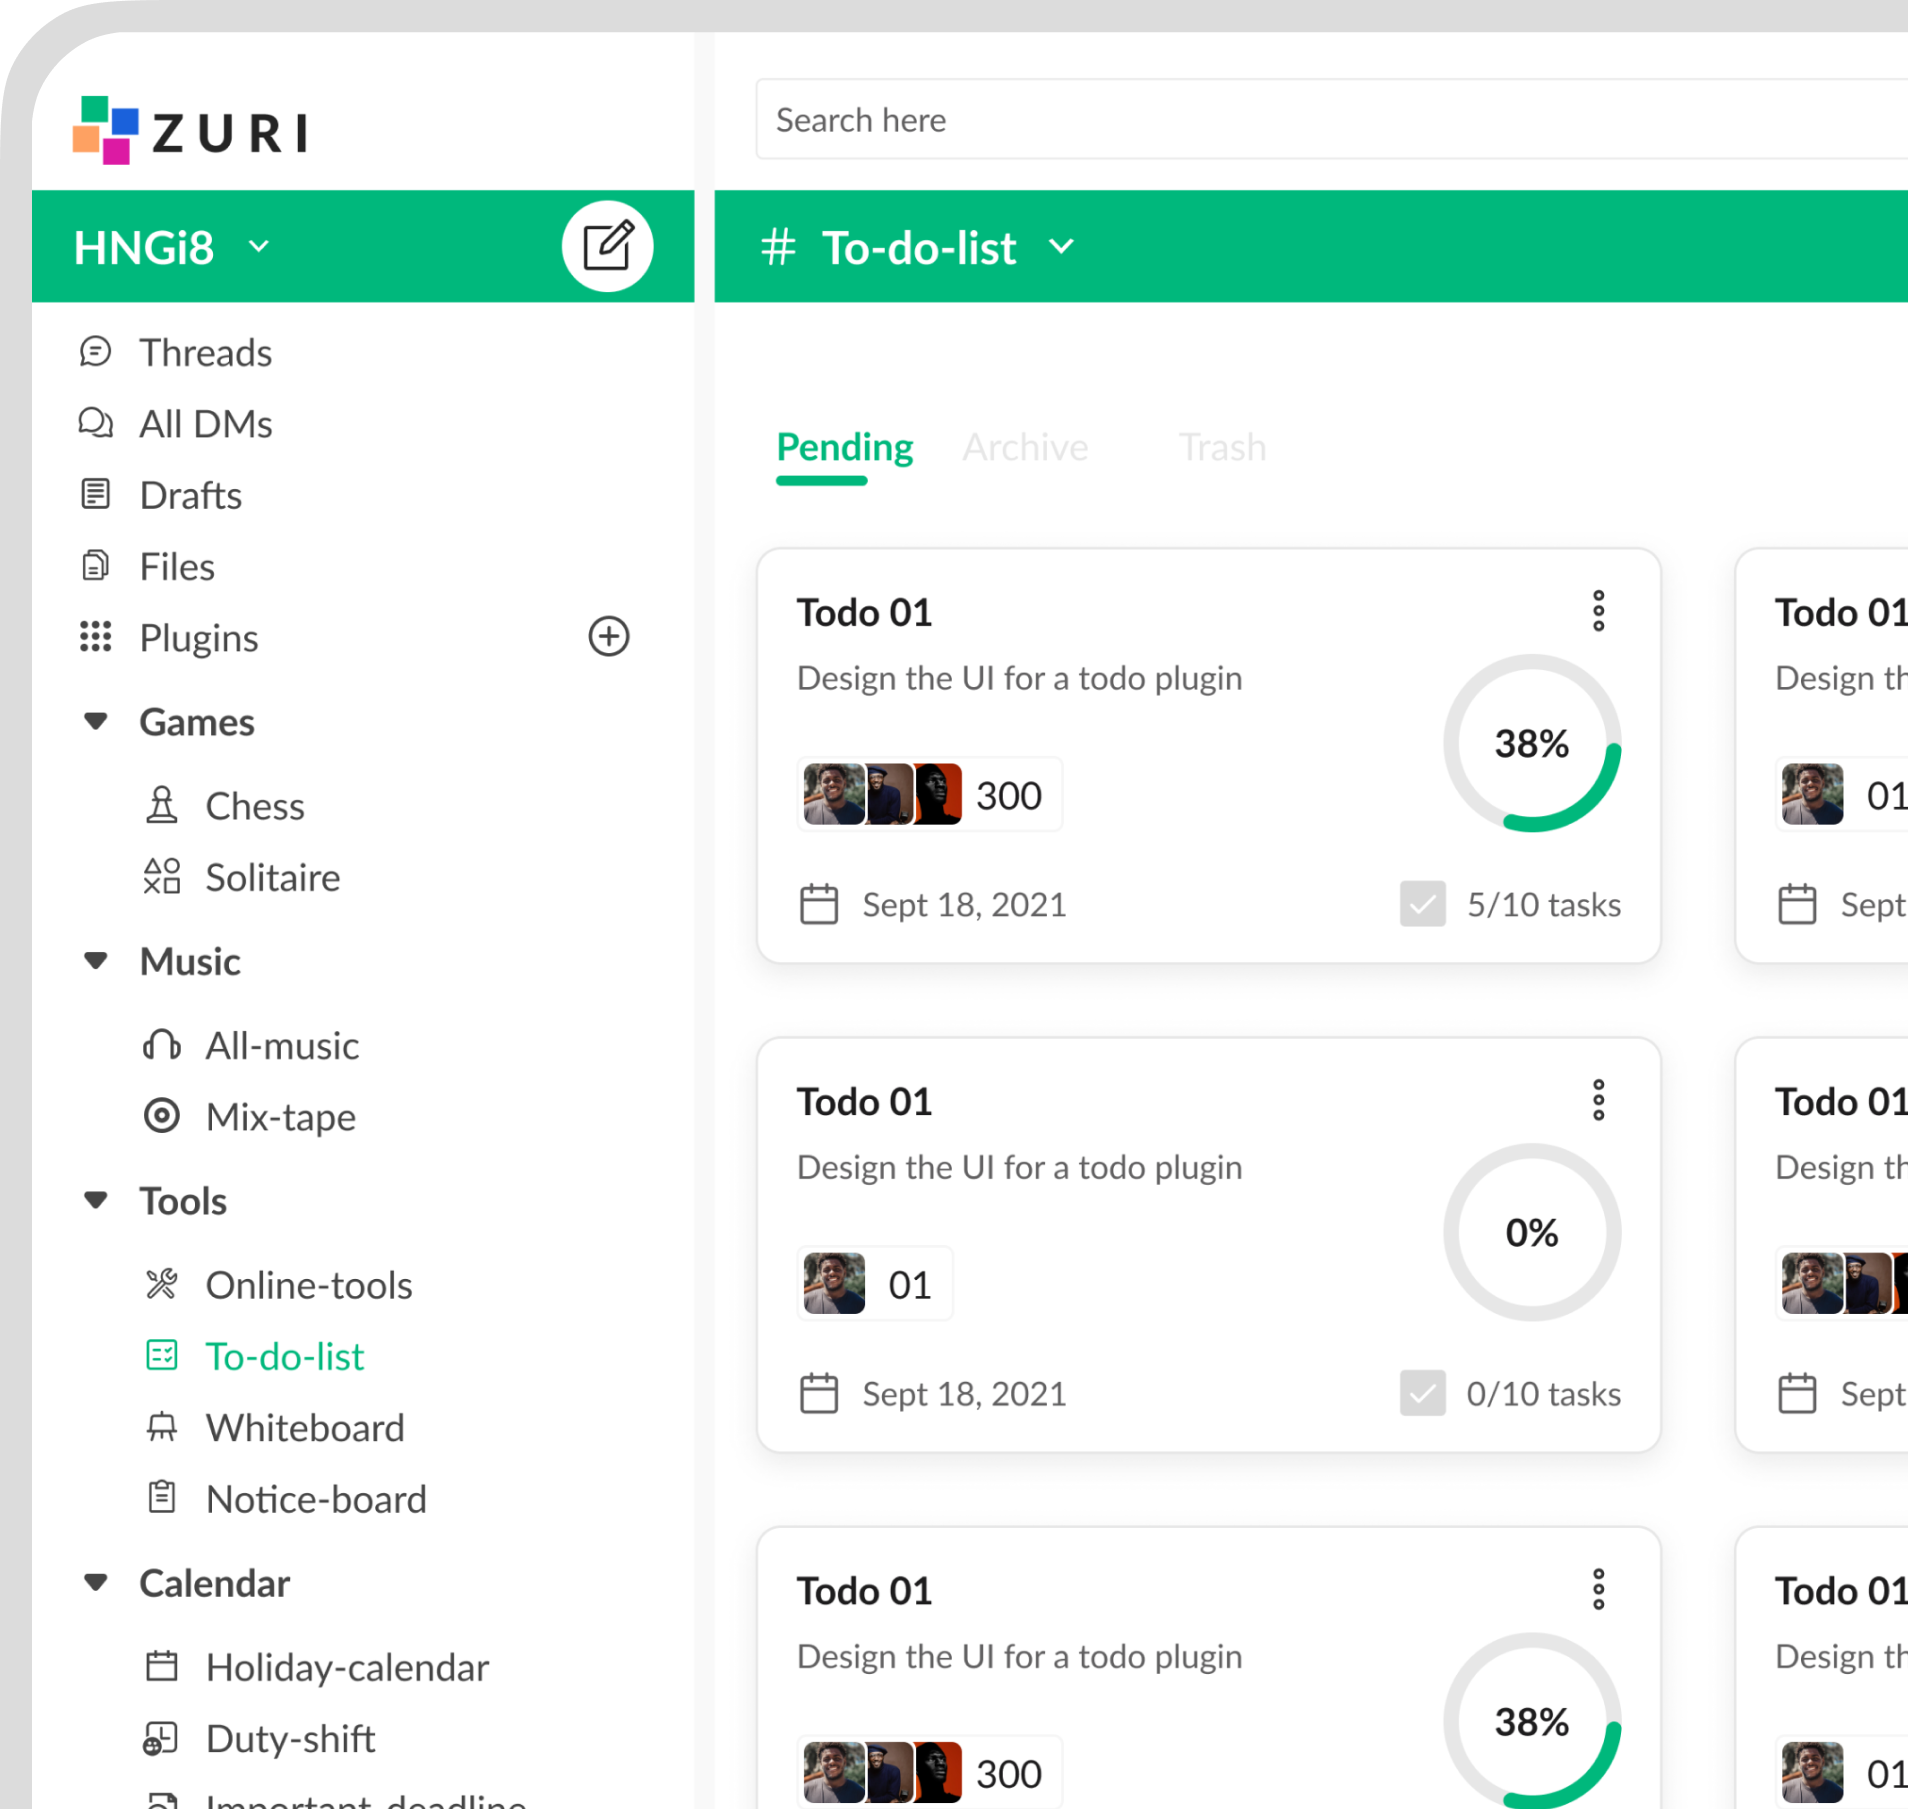 ZURI
Search here
HNGi8
# To-do-list
Threads
All DMs
Drafts
Files
Plugins
Games
Chess
Solitaire
Music
All-music
Mix-tape
Tools
Online-tools
To-do-list
Whiteboard
Notice-board
Calendar
Holiday-calendar
Duty-shift
Important-deadline
Pending Archive Trash
Todo 01
Design the UI for a todo plugin
38%
300
Sept 18, 2021
5/10 tasks
Todo 01
Design th
01
Sept
Todo 01
Design the UI for a todo plugin
0%
01
Sept 18, 2021
0/10 tasks
Todo 01
Design th
Sept
Todo 01
Design the UI for a todo plugin
38%
300
Todo 01
Design th
01